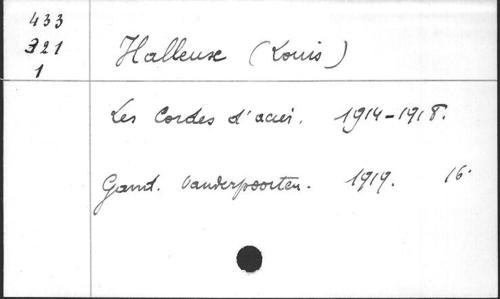 433
321
1
Halleux (Louis)
Les Cordes d'acier. 1914-1918.
Gand. Vanderpoorten. 1919. 16°